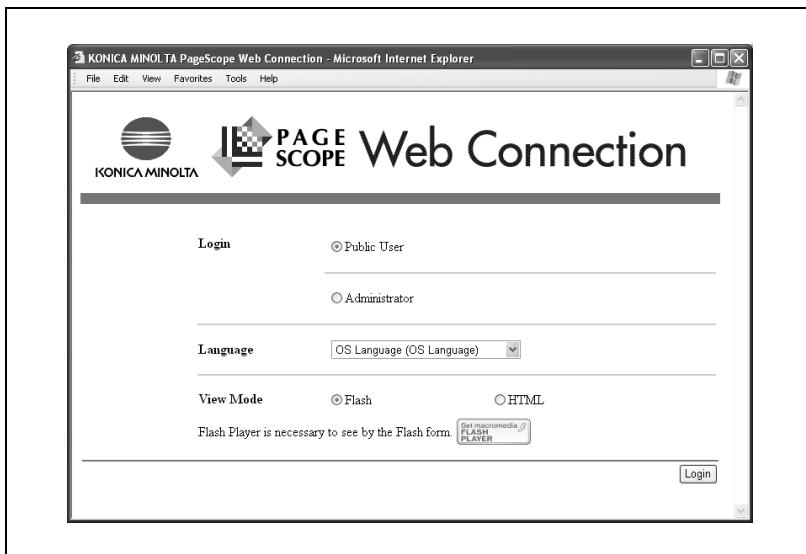 KONICA MINOLTA PageScope Web Connection - Microsoft Internet Explorer
File Edit View Favorites Tools Help
KONICA MINOLTA
PAGE SCOPE Web Connection
Login
Public User
Administrator
Language
OS Language (OS Language)
View Mode
Flash
HTML
Flash Player is necessary to see by the Flash form.
Get macromedia
FLASH
PLAYER
Login